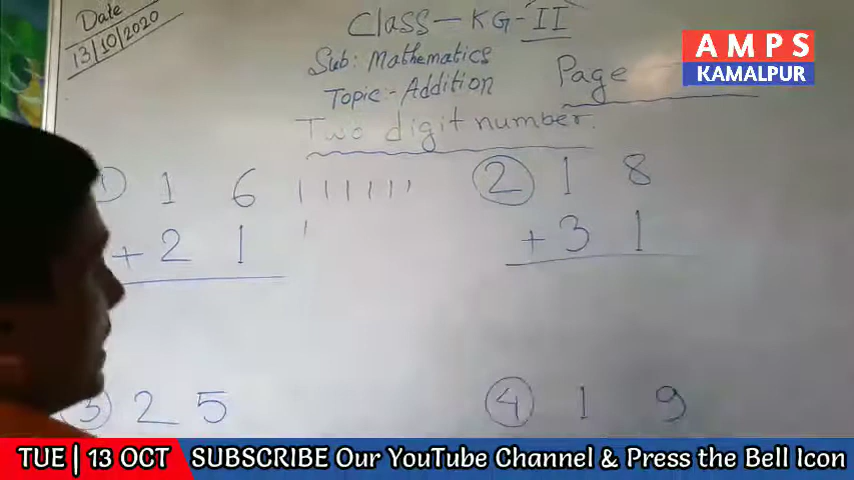 Date
13/10/2020
Class - KG-II
Sub: Mathematics
Topic:- Addition
Page
Two digit number.
AMPS
KAMALPUR
1 1 6
+ 2 1
2 1 8
+ 3 1
3 2 5
4 1 9
TUE | 13 OCT SUBSCRIBE Our YouTube Channel & Press the Bell Icon